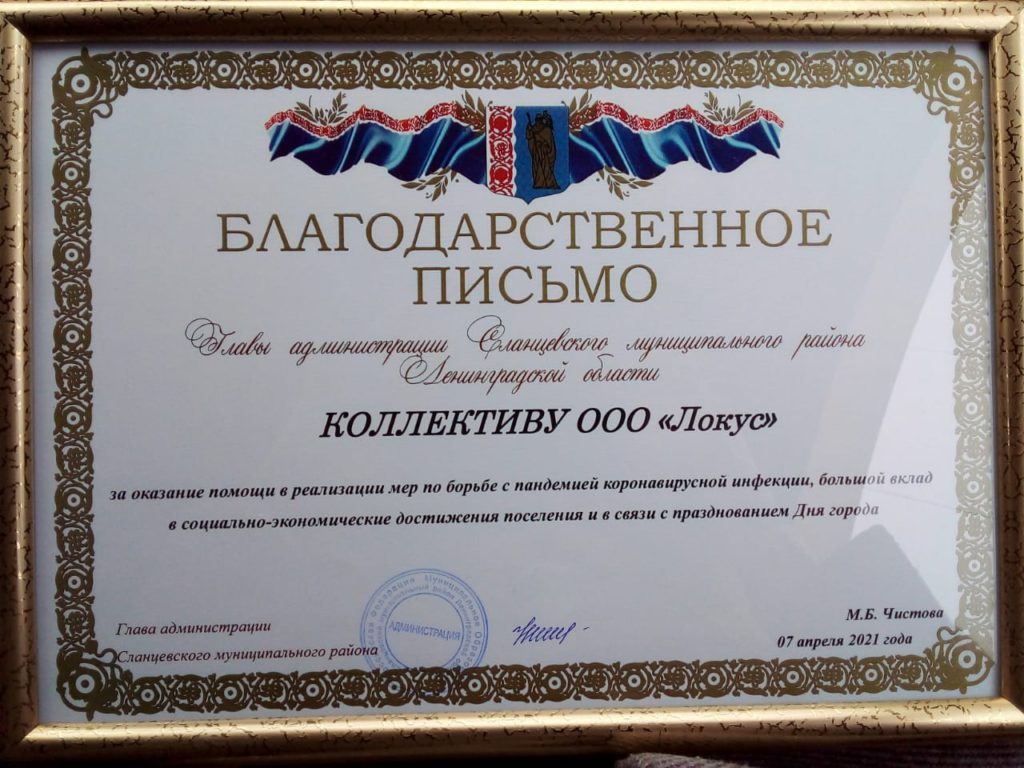 БЛАГОДАРСТВЕННОЕ
ПИСЬМО
Главы администрации Сланцевского муниципального района
Ленинградской области
КОЛЛЕКТИВУ ООО «Локус»
за оказание помощи в реализации мер по борьбе с пандемией коронавирусной инфекции, большой вклад
в социально-экономические достижения поселения и в связи с празднованием Дня города
Глава администрации
Сланцевского муниципального района
АДМИНИСТРАЦИЯ
М.Б. Чистова
07 апреля 2021 года